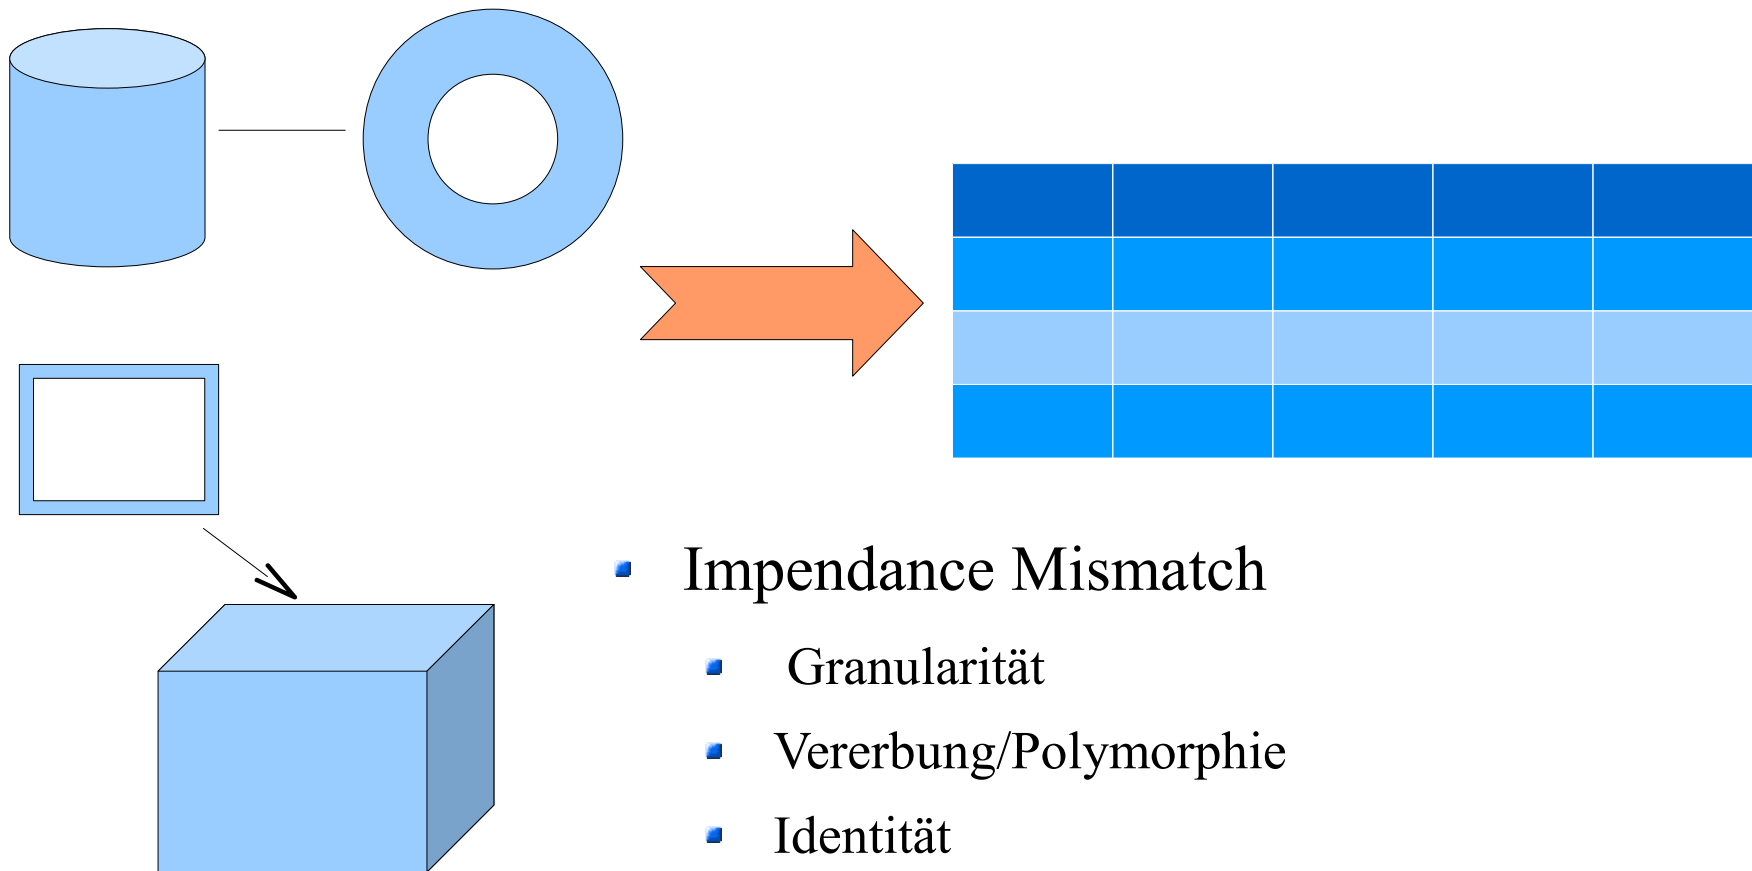 Impendance Mismatch
Granularität
Vererbung/Polymorphie
Identität